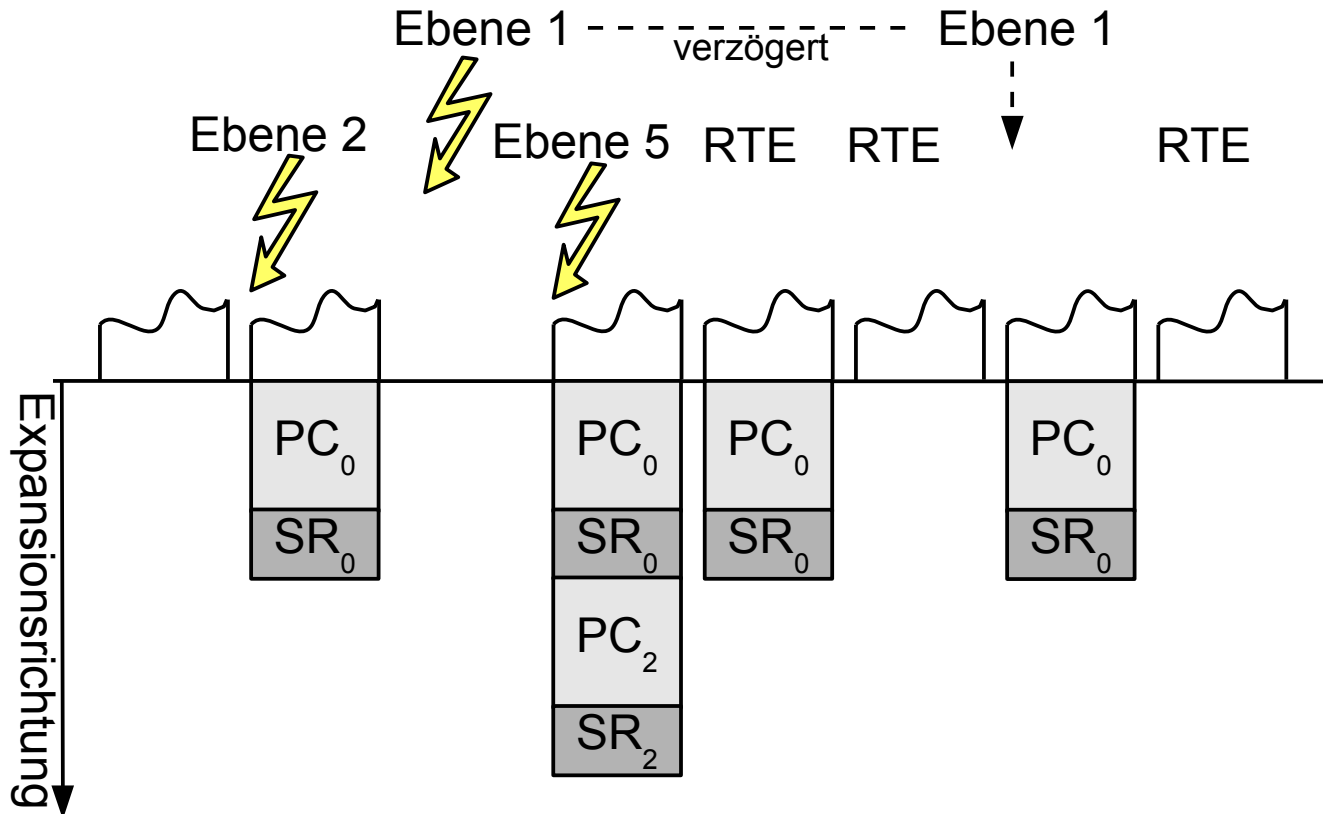 Ebene 1
verzögert
Ebene 1
Ebene 2
Ebene 5
RTE
RTE
RTE
Expansionsrichtung
PC0
PC0
PC0
PC0
SR0
SR0
SR0
SR0
PC2
SR2